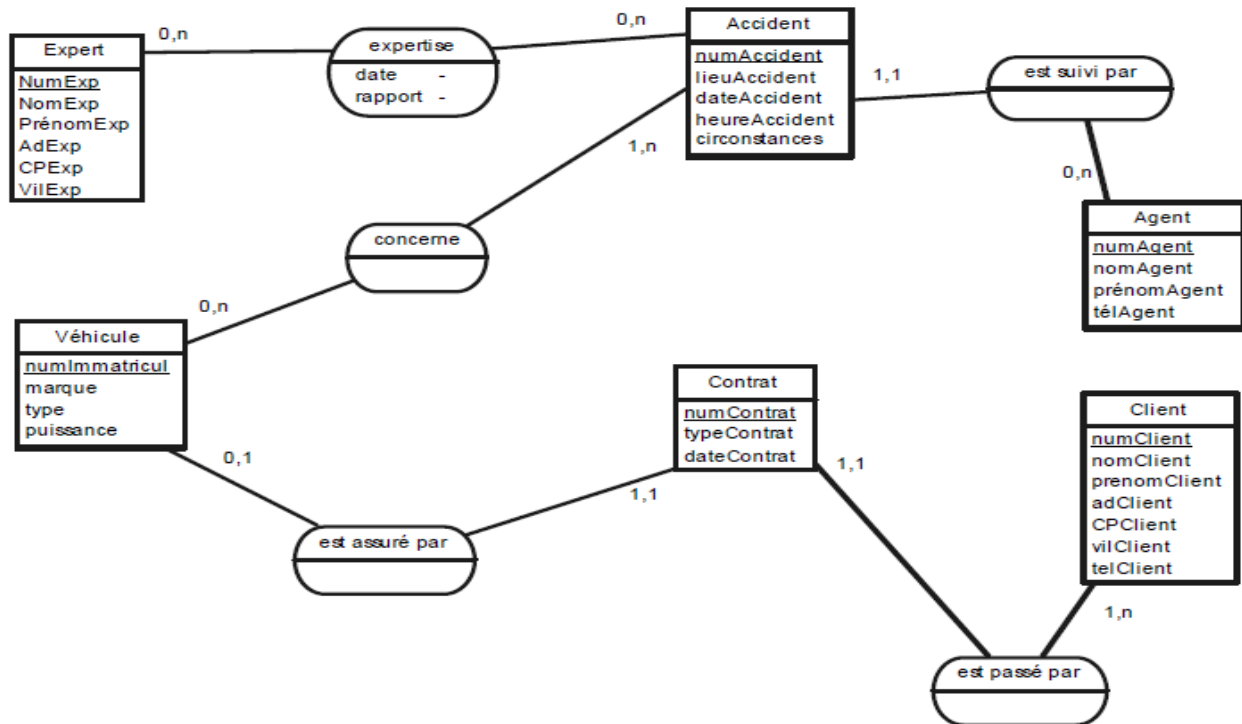 0,n
expertise
date -
rapport -
0,n
Accident
numAccident
lieuAccident
dateAccident
heureAccident
circonstances
1,1
est suivi par
Expert
NumExp
NomExp
PrénomExp
AdExp
CPExp
VilExp
1,n
0,n
Agent
numAgent
nomAgent
prénomAgent
télAgent
concerne
0,n
Véhicule
numImmatricul
marque
type
puissance
0,1
Contrat
numContrat
typeContrat
dateContrat
1,1
1,1
Client
numClient
nomClient
prenomClient
adClient
CPClient
vilClient
telClient
est assuré par
1,n
est passé par